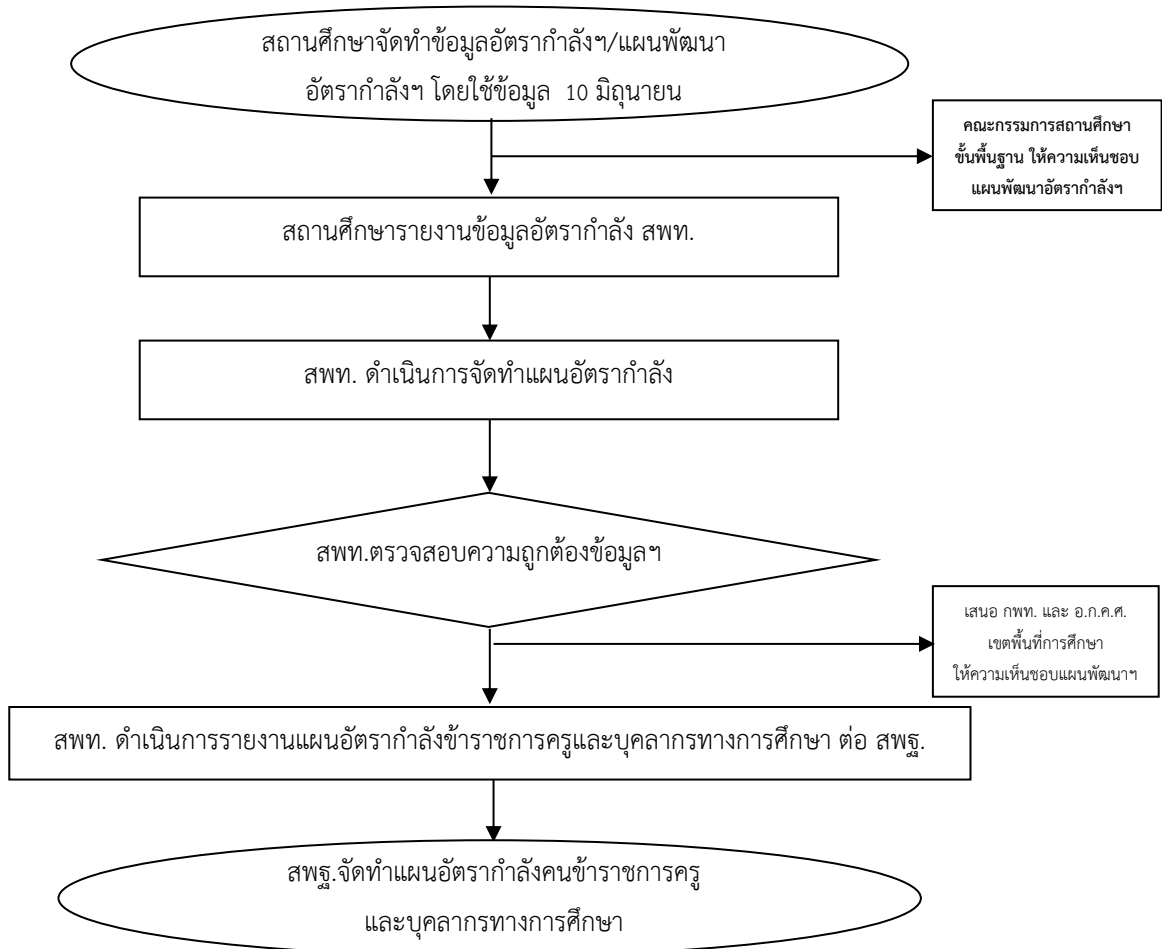 สถานศึกษาจัดทำข้อมูลอัตรากำลังฯ/แผนพัฒนา
อัตรากำลังฯ โดยใช้ข้อมูล 10 มิถุนายน
คณะกรรมการสถานศึกษา
ขั้นพื้นฐาน ให้ความเห็นชอบ
แผนพัฒนาอัตรากำลังฯ
สถานศึกษารายงานข้อมูลอัตรากำลัง สพท.
สพท. ดำเนินการจัดทำแผนอัตรากำลัง
สพท.ตรวจสอบความถูกต้องข้อมูลฯ
เสนอ กพท. และ อ.ก.ค.ศ.
เขตพื้นที่การศึกษา
ให้ความเห็นชอบแผนพัฒนาฯ
สพท. ดำเนินการรายงานแผนอัตรากำลังข้าราชการครูและบุคลากรทางการศึกษา ต่อ สพฐ.
สพฐ.จัดทำแผนอัตรากำลังคนข้าราชการครู
และบุคลากรทางการศึกษา